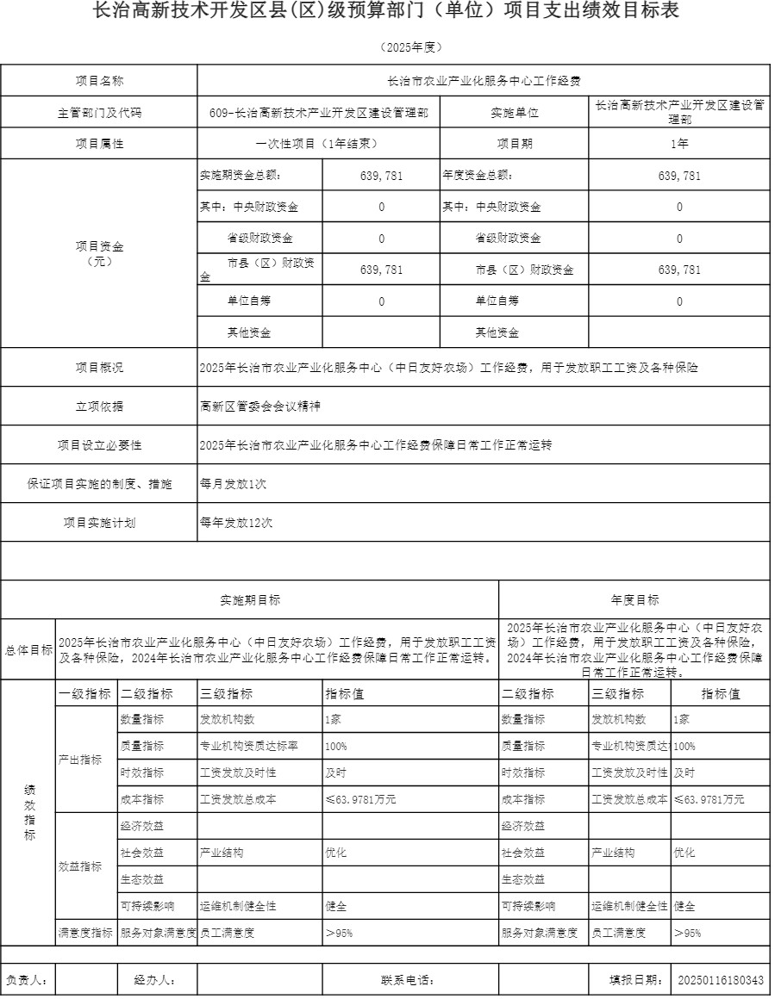 长治高新技术开发区县(区)级预算部门（单位）项目支出绩效目标表
（2025年度）
项目名称 长治市农业产业化服务中心工作经费
主管部门及代码 609-长治高新技术产业开发区建设管理部 实施单位 长治高新技术产业开发区建设管
理部
项目属性 一次性项目（1年结束） 项目期 1年
项目资金
（元）
实施期资金总额: 639,781 年度资金总额: 639,781
其中: 中央财政资金 0 其中: 中央财政资金 0
省级财政资金 0 省级财政资金 0
市县（区）财政资
金 639,781 市县（区）财政资金 639,781
单位自筹 0 单位自筹 0
其他资金 其他资金
项目概况 2025年长治市农业产业化服务中心（中日友好农场）工作经费，用于发放职工工资及各种保险
立项依据 高新区管委会会议精神
项目设立必要性 2025年长治市农业产业化服务中心工作经费保障日常工作正常运转
保证项目实施的制度、措施 每月发放1次
项目实施计划 每年发放12次
实施期目标 年度目标
总体目标
2025年长治市农业产业化服务中心（中日友好农场）工作经费，用于发放职工工资
及各种保险，2024年长治市农业产业化服务中心工作经费保障日常工作正常运转。
2025年长治市农业产业化服务中心（中日友好农
场）工作经费，用于发放职工工资及各种保险，
2024年长治市农业产业化服务中心工作经费保障
日常工作正常运转。
绩
效
指
标
一级指标 二级指标 三级指标 指标值 二级指标 三级指标 指标值
产出指标
数量指标 发放机构数 1家 数量指标 发放机构数 1家
质量指标 专业机构资质达标率 100% 质量指标 专业机构资质达 100%
时效指标 工资发放及时性 及时 时效指标 工资发放及时性 及时
成本指标 工资发放总成本 ≤63.9781万元 成本指标 工资发放总成本 ≤63.9781万元
效益指标
经济效益 经济效益
社会效益 产业结构 优化 社会效益 产业结构 优化
生态效益 生态效益
可持续影响 运维机制健全性 健全 可持续影响 运维机制健全性 健全
满意度指标 服务对象满意度 员工满意度 ＞95% 服务对象满意度 员工满意度 ＞95%
负责人: 经办人: 联系电话: 填报日期: 20250116180343